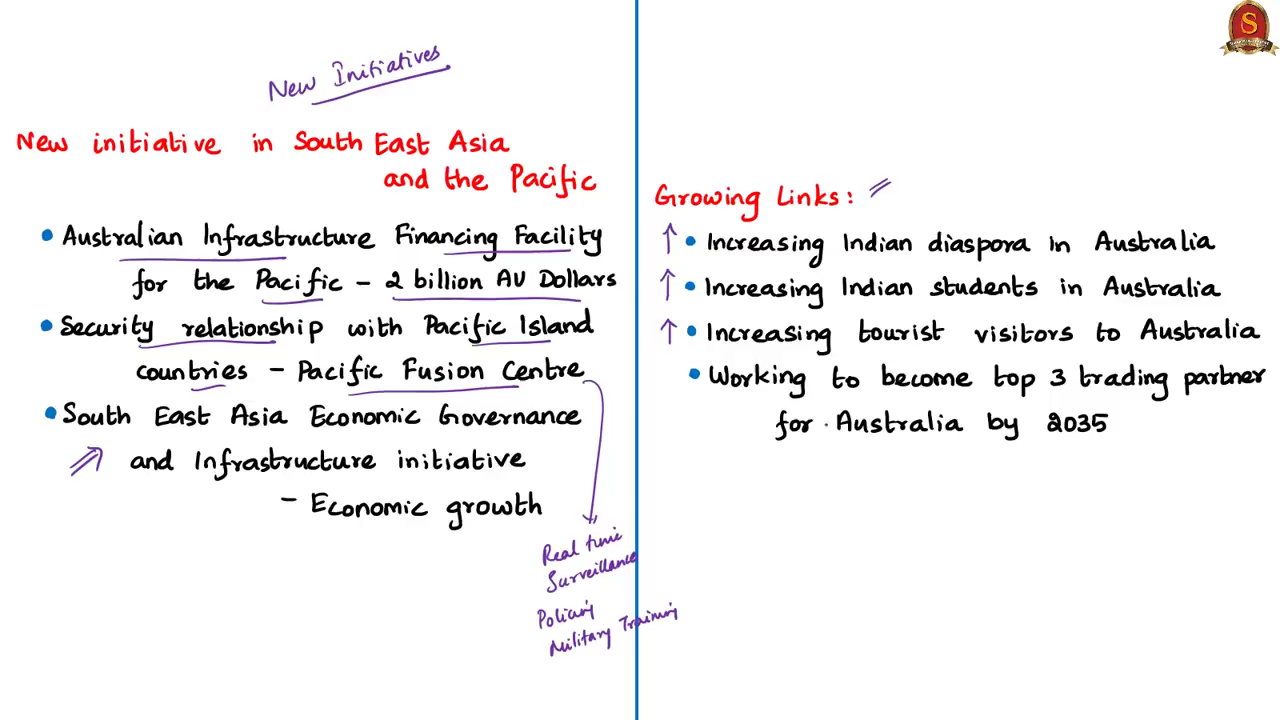 New Initiatives
New initiative in South East Asia
and the Pacific
• Australian Infrastructure Financing Facility
for the Pacific - 2 billion AU Dollars
• Security relationship with Pacific Island
countries - Pacific Fusion Centre
• South East Asia Economic Governance
and Infrastructure initiative
- Economic growth
Real time
Surveillance
Policing
Military Training
S
Growing Links:
• Increasing Indian diaspora in Australia
• Increasing Indian students in Australia
• Increasing tourist visitors to Australia
• Working to become top 3 trading partner
for Australia by 2035